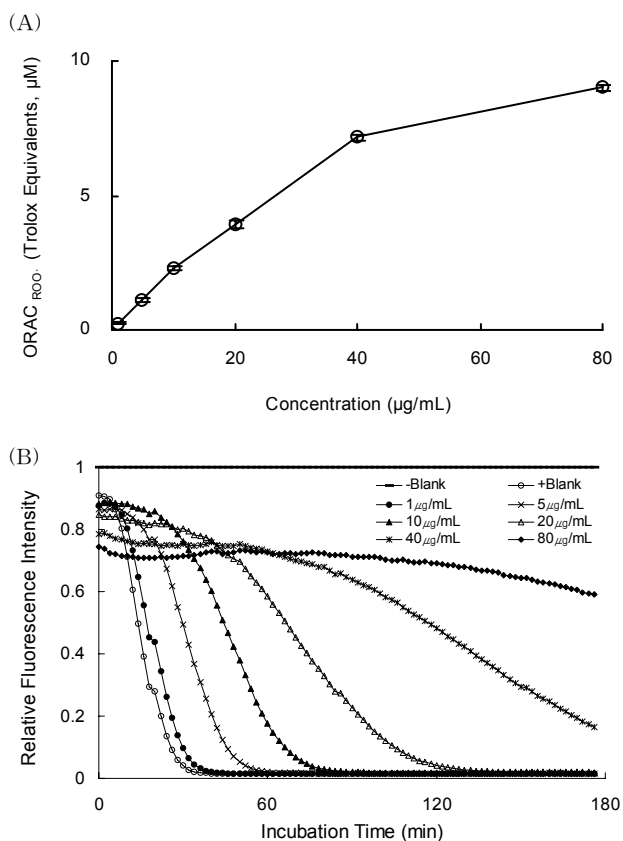 (A)
10
5
0
0
20
40
60
80
ORAC ROO· (Trolox Equivalents, μM)
Concentration (μg/mL)
(B)
1
0.8
0.6
0.4
0.2
0
0
60
120
180
Relative Fluorescence Intensity
Incubation Time (min)
-Blank
+Blank
1㎍/mL
5㎍/mL
10㎍/mL
20㎍/mL
40㎍/mL
80㎍/mL